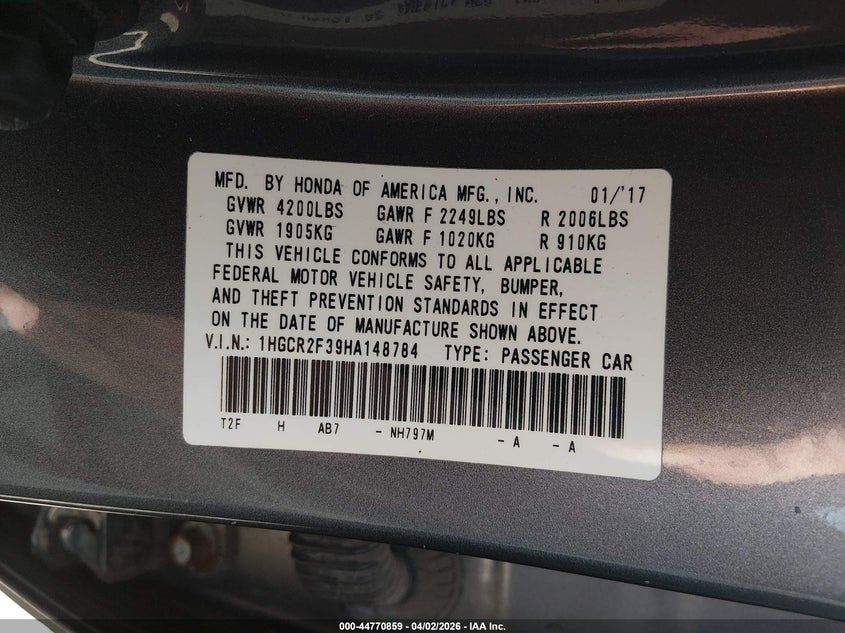 MFD. BY HONDA OF AMERICA MFG., INC. 01/'17
GVWR 4200LBS GAWR F 2249LBS R 2006LBS
GVWR 1905KG GAWR F 1020KG R 910KG
THIS VEHICLE CONFORMS TO ALL APPLICABLE
FEDERAL MOTOR VEHICLE SAFETY, BUMPER,
AND THEFT PREVENTION STANDARDS IN EFFECT
ON THE DATE OF MANUFACTURE SHOWN ABOVE.
V.I.N.: 1HGCR2F39HA148784 TYPE: PASSENGER CAR
T2F H AB7 - NH797M - A - A
000-44770859 - 04/02/2026 - IAA Inc.